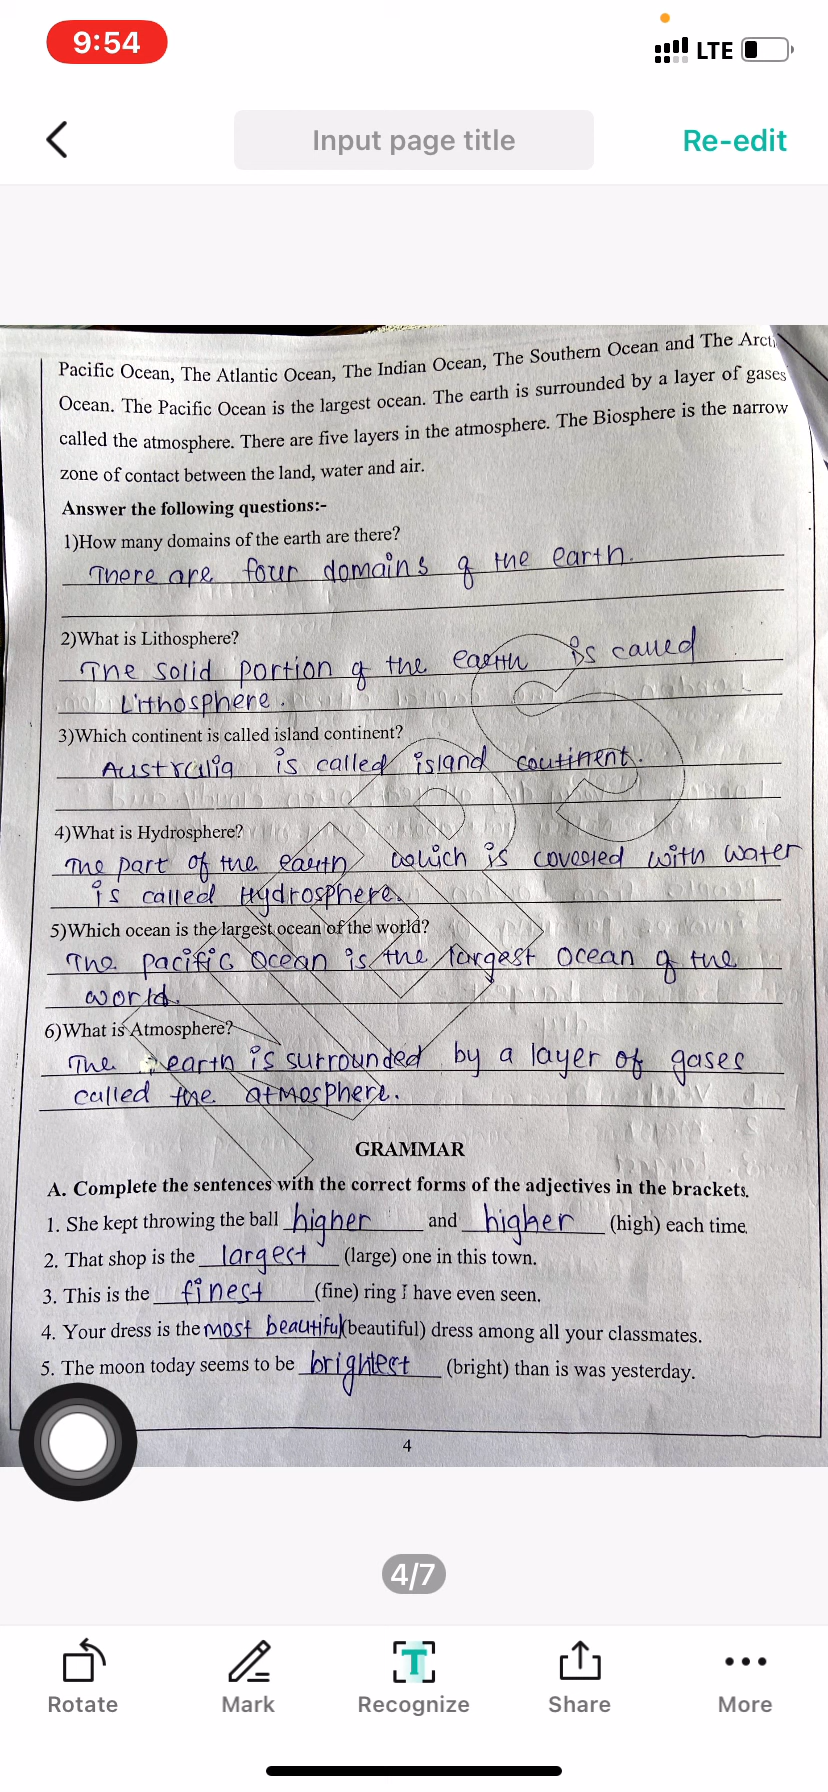 9:54
LTE
Input page title
Re-edit
Pacific Ocean, The Atlantic Ocean, The Indian Ocean, The Southern Ocean and The Arcti
Ocean. The Pacific Ocean is the largest ocean. The earth is surrounded by a layer of gases
called the atmosphere. There are five layers in the atmosphere. The Biosphere is the narrow
zone of contact between the land, water and air.
Answer the following questions:-
1)How many domains of the earth are there?
There are four domains of the earth.
2)What is Lithosphere?
The solid portion of the earth is called
Lithosphere.
3)Which continent is called island continent?
Australia is called island coutinent.
4)What is Hydrosphere?
The part of the earth which is covered with water
is called Hydrosphere.
5)Which ocean is the largest ocean of the world?
The pacific Ocean is the largest Ocean of the
world.
6)What is Atmosphere?
The earth is surrounded by a layer of gases
called the atmosphere.
GRAMMAR
A. Complete the sentences with the correct forms of the adjectives in the brackets.
1. She kept throwing the ball higher and higher (high) each time.
2. That shop is the largest (large) one in this town.
3. This is the finest (fine) ring I have even seen.
4. Your dress is the most beautiful (beautiful) dress among all your classmates.
5. The moon today seems to be brightest (bright) than is was yesterday.
4
4/7
Rotate
Mark
Recognize
Share
More